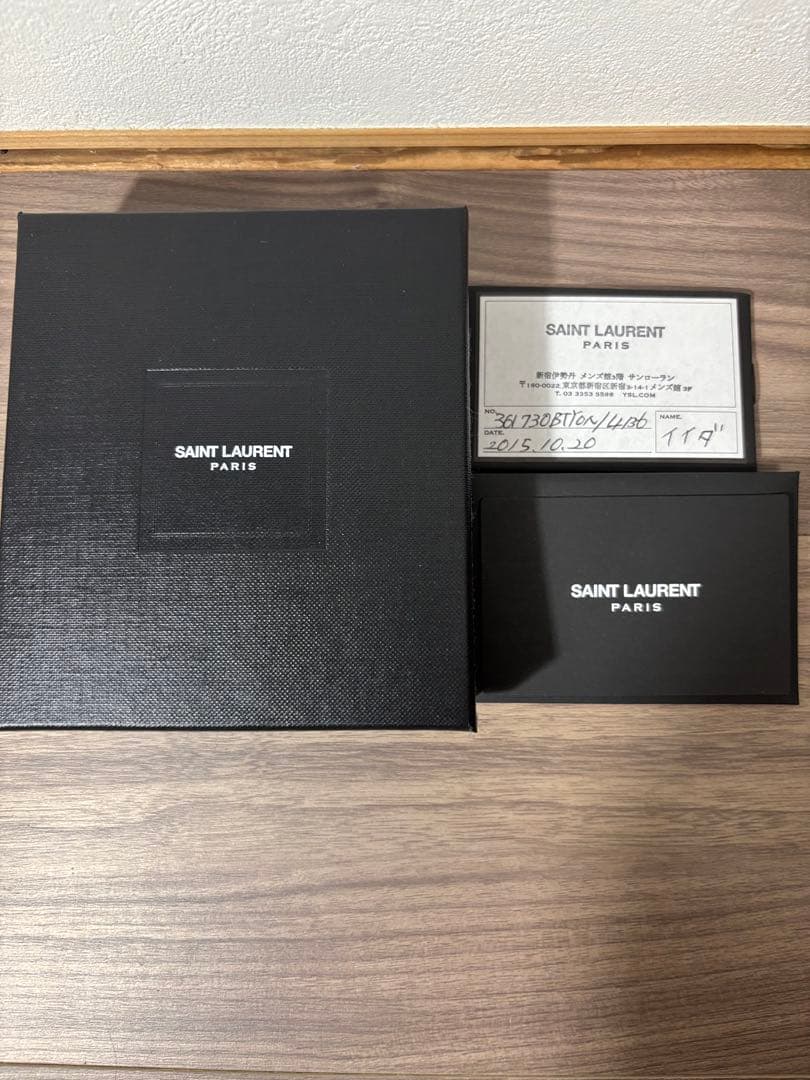 SAINT LAURENT
PARIS
SAINT LAURENT
PARIS
新宿伊勢丹 メンズ館3階 サンローラン
〒160-0022 東京都新宿区新宿3-14-1メンズ館 3F
T. 03 3353 5598 YSL.COM
NO.
361730BTY0N/4136
DATE.
2015.10.20
NAME.
イイダ
SAINT LAURENT
PARIS